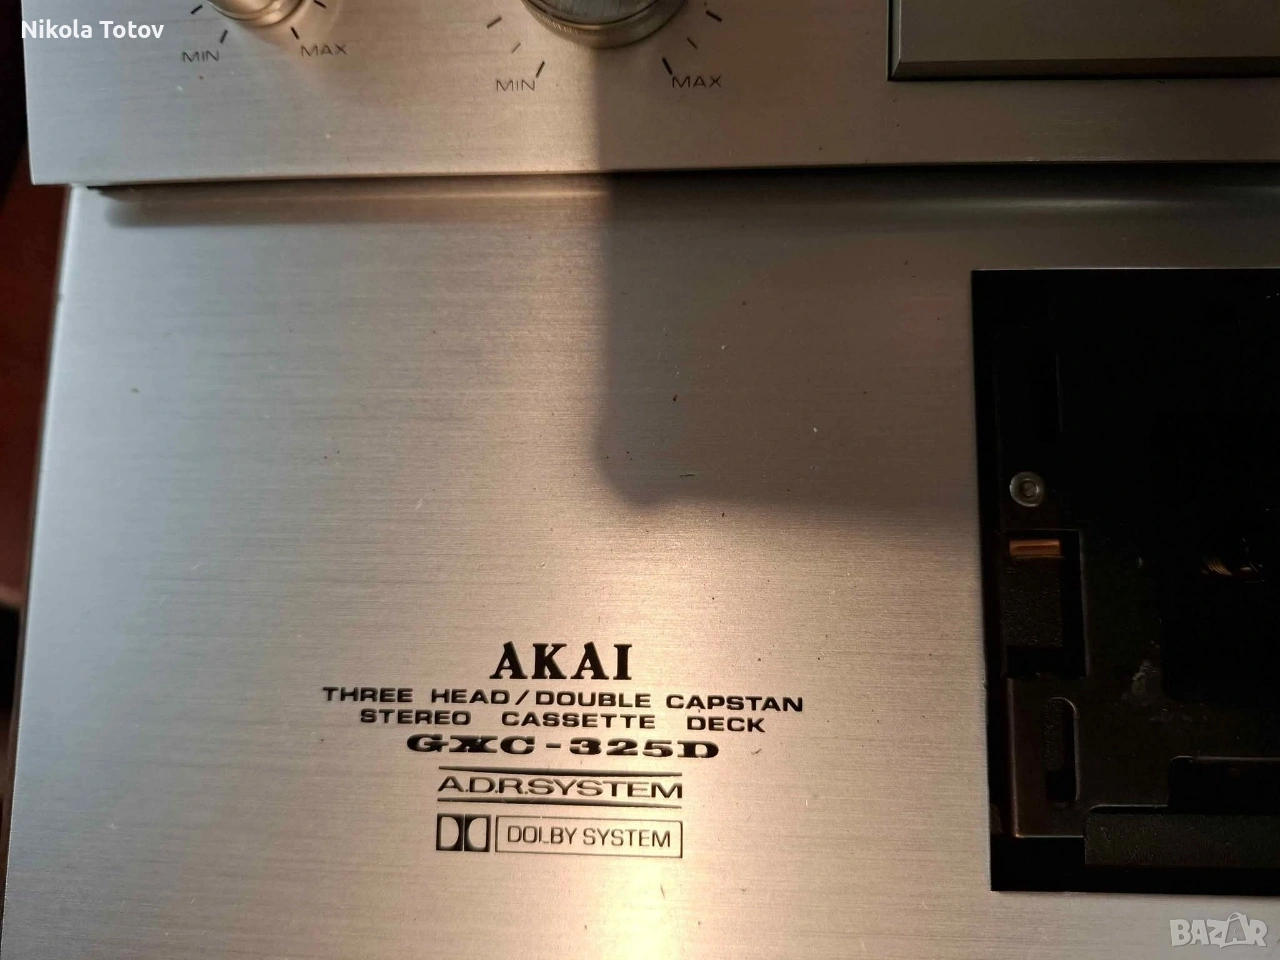 Nikola Totov
MIN MAX
MIN MAX
AKAI
THREE HEAD/DOUBLE CAPSTAN
STEREO CASSETTE DECK
GXC-325D
A.D.R.SYSTEM
DOLBY SYSTEM
BAZAR